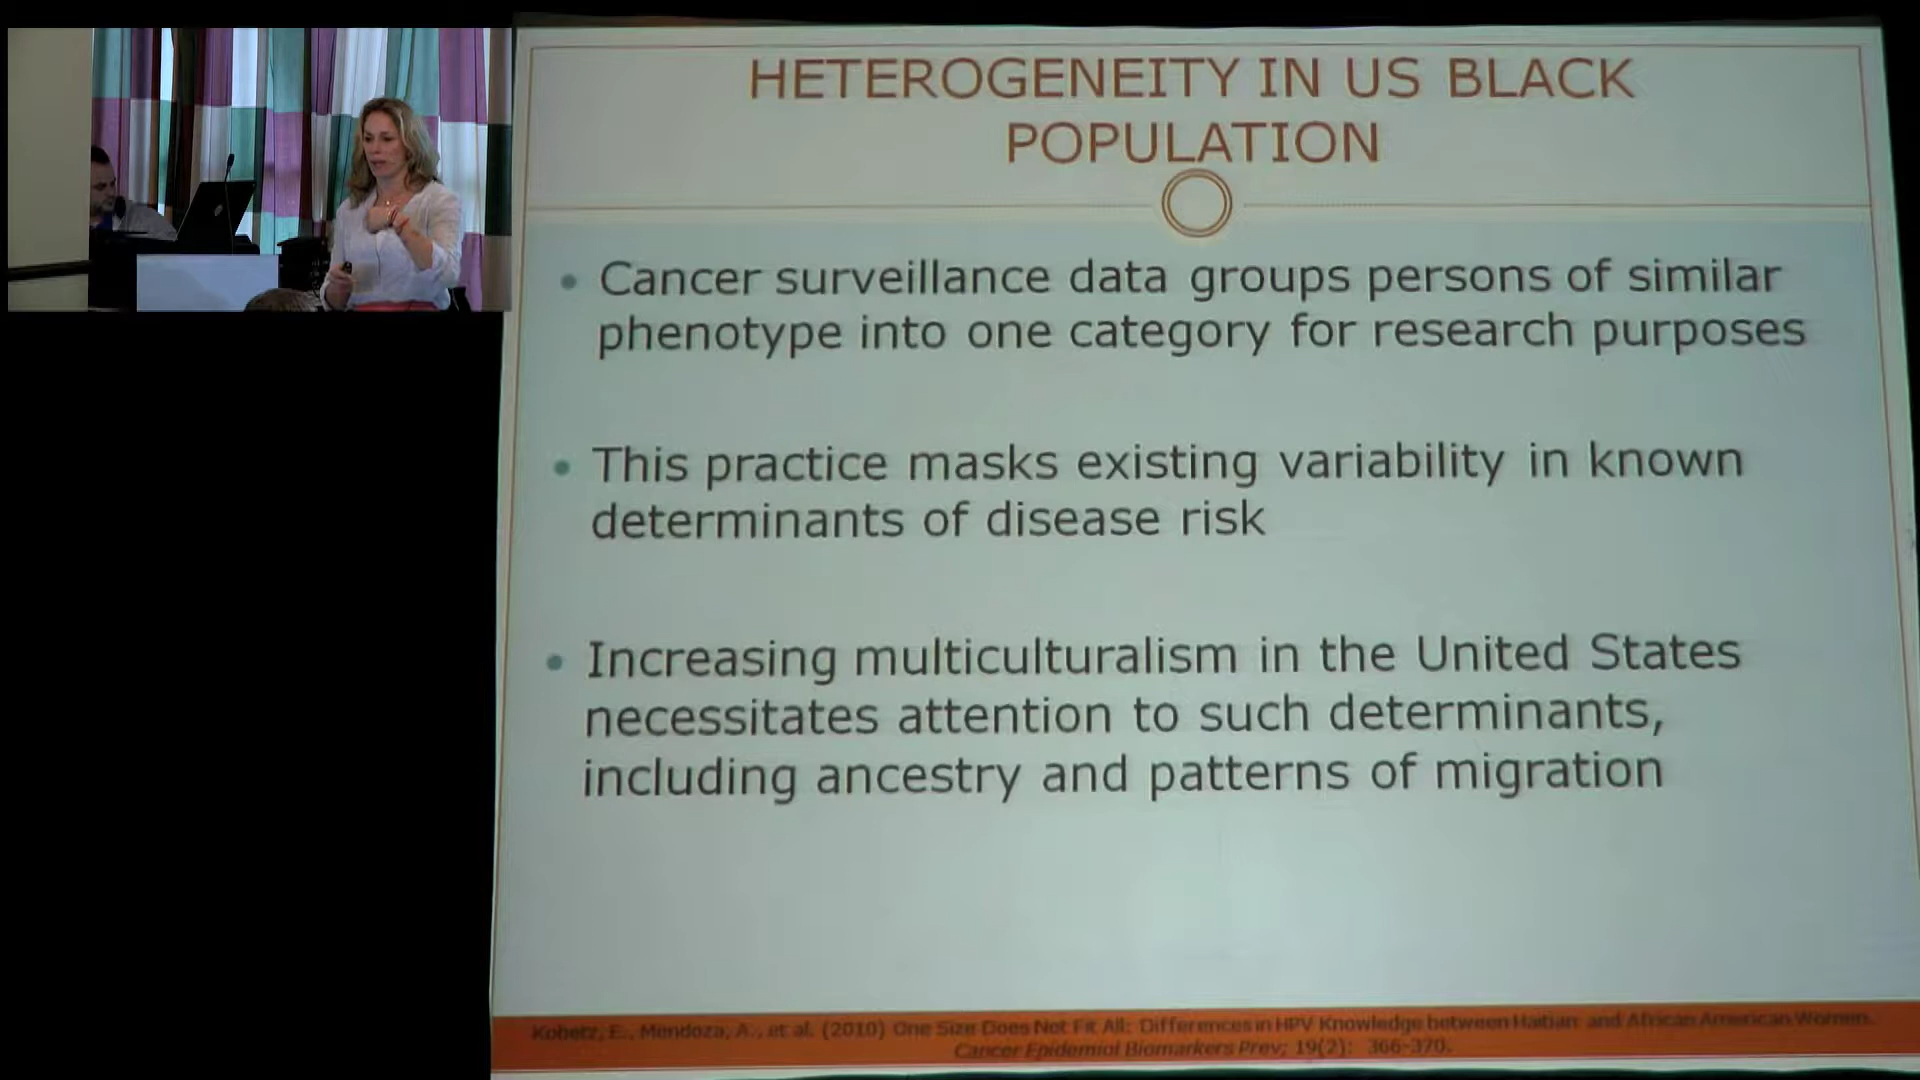 HETEROGENEITY IN US BLACK
POPULATION
• Cancer surveillance data groups persons of similar
phenotype into one category for research purposes
• This practice masks existing variability in known
determinants of disease risk
• Increasing multiculturalism in the United States
necessitates attention to such determinants,
including ancestry and patterns of migration
Kobetz, E., Mendoza, A., et al. (2010) One Size Does Not Fit All: Differences in HPV Knowledge between Haitian and African American Women.
Cancer Epidemiol Biomarkers Prev; 19(2): 366-370.